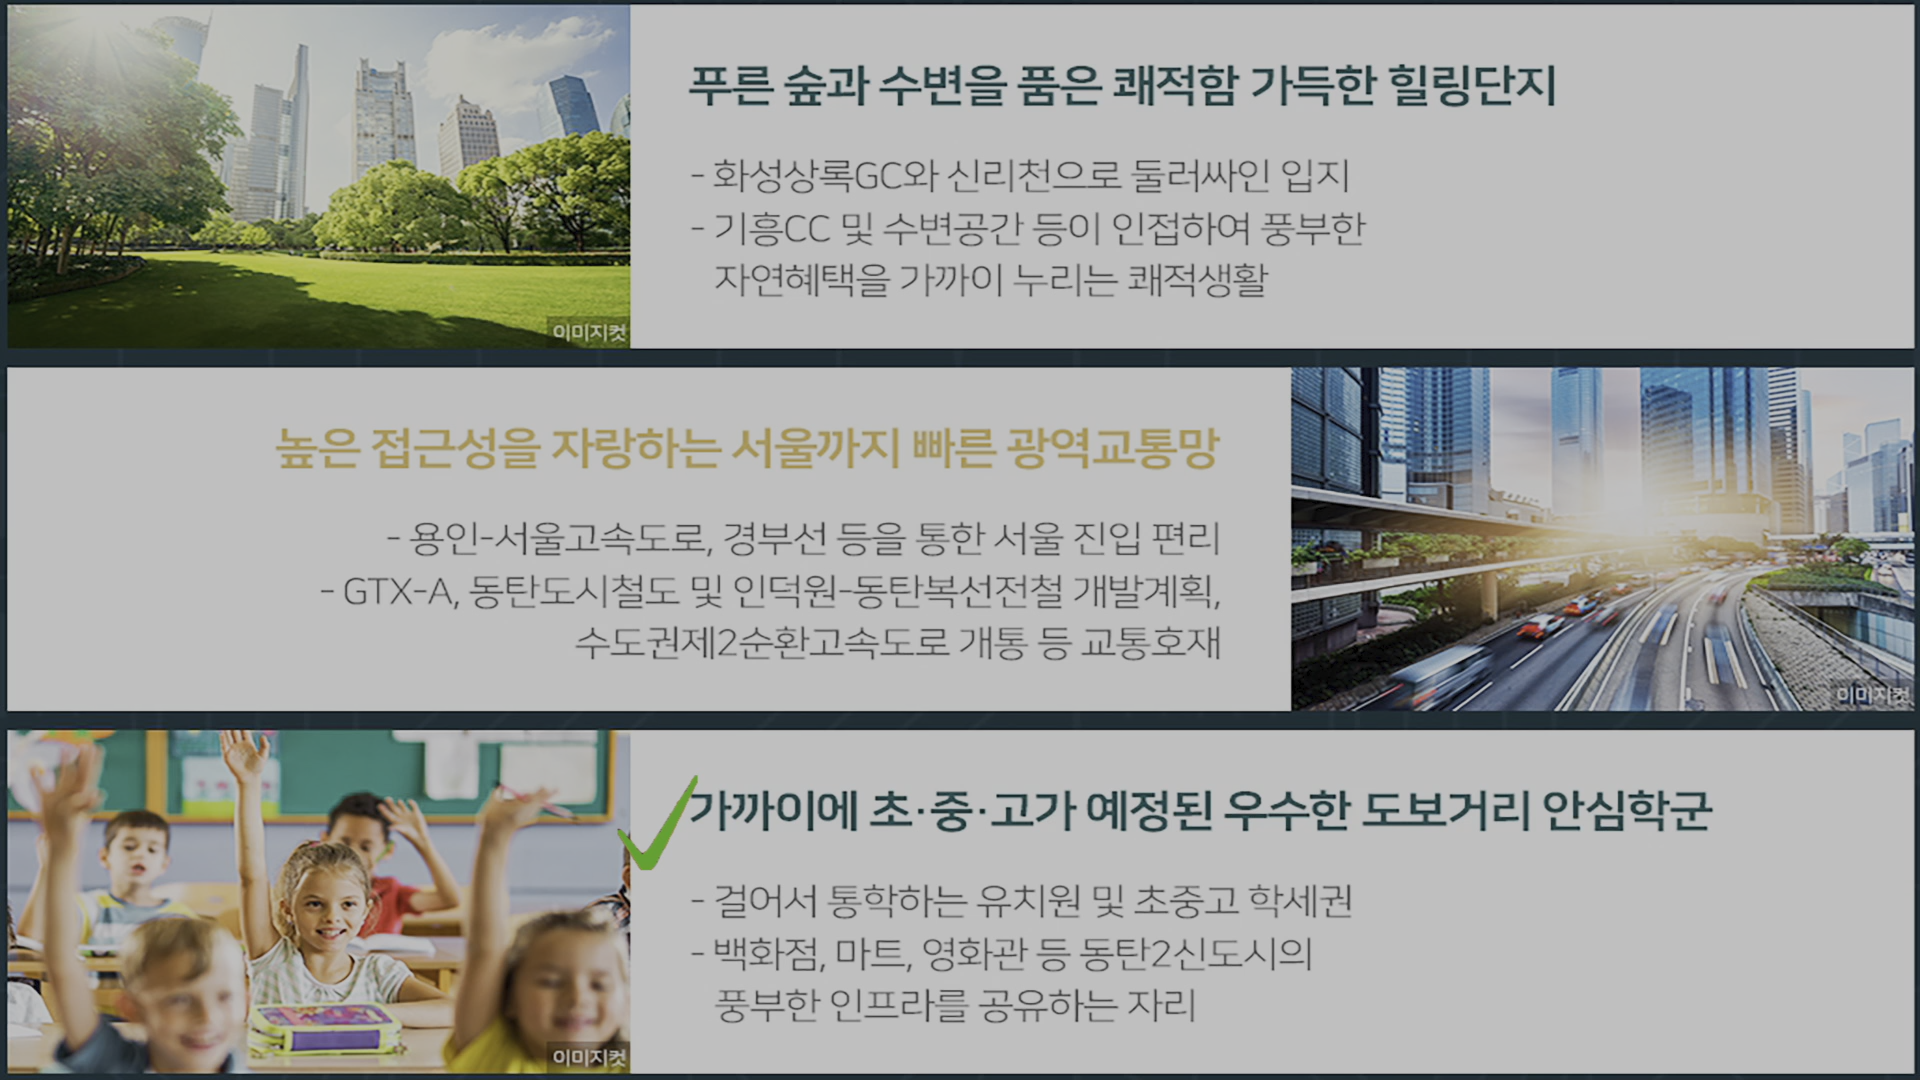 푸른 숲과 수변을 품은 쾌적함 가득한 힐링단지
- 화성상록GC와 신리천으로 둘러싸인 입지
- 기흥CC 및 수변공간 등이 인접하여 풍부한
자연혜택을 가까이 누리는 쾌적생활
이미지컷
높은 접근성을 자랑하는 서울까지 빠른 광역교통망
- 용인-서울고속도로, 경부선 등을 통한 서울 진입 편리
- GTX-A, 동탄도시철도 및 인덕원-동탄복선전철 개발계획,
수도권제2순환고속도로 개통 등 교통호재
이미지컷
가까이에 초·중·고가 예정된 우수한 도보거리 안심학군
- 걸어서 통학하는 유치원 및 초중고 학세권
- 백화점, 마트, 영화관 등 동탄2신도시의
풍부한 인프라를 공유하는 자리
이미지컷